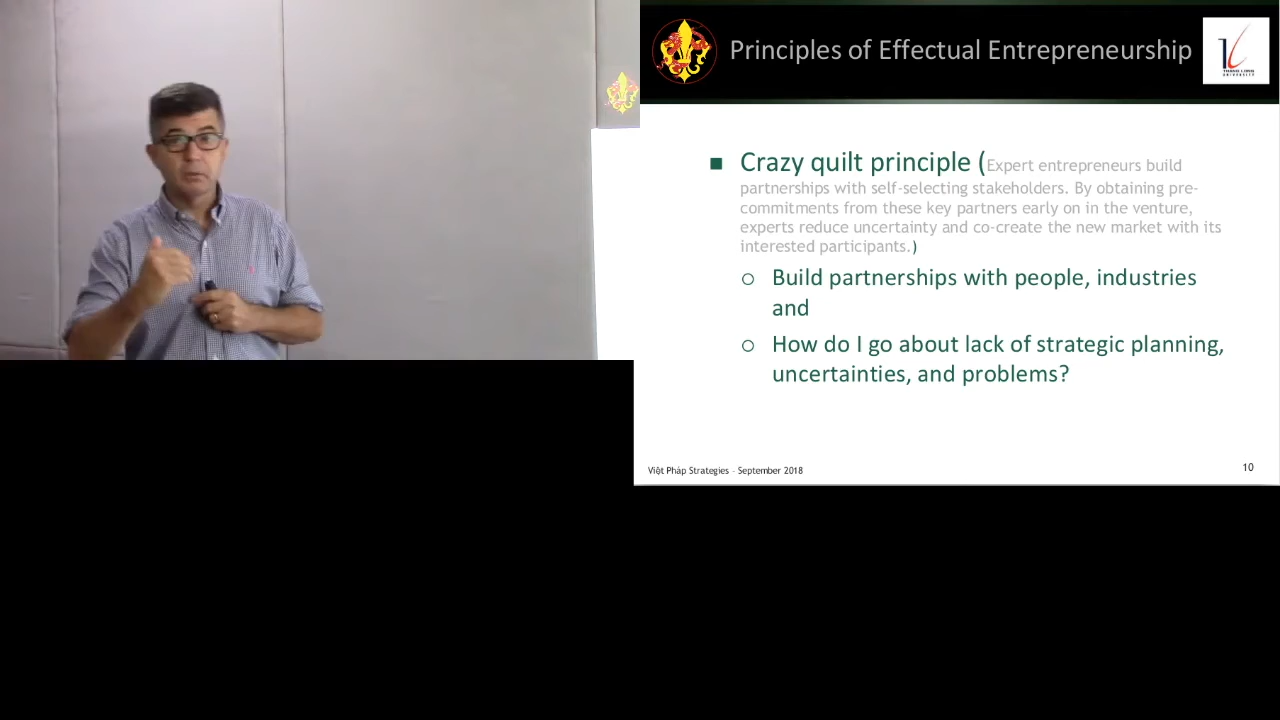 Principles of Effectual Entrepreneurship
THANG LONG
UNIVERSITY
■ Crazy quilt principle (Expert entrepreneurs build
partnerships with self-selecting stakeholders. By obtaining pre-
commitments from these key partners early on in the venture,
experts reduce uncertainty and co-create the new market with its
interested participants.)
○ Build partnerships with people, industries
and
○ How do I go about lack of strategic planning,
uncertainties, and problems?
Việt Pháp Strategies - September 2018
10